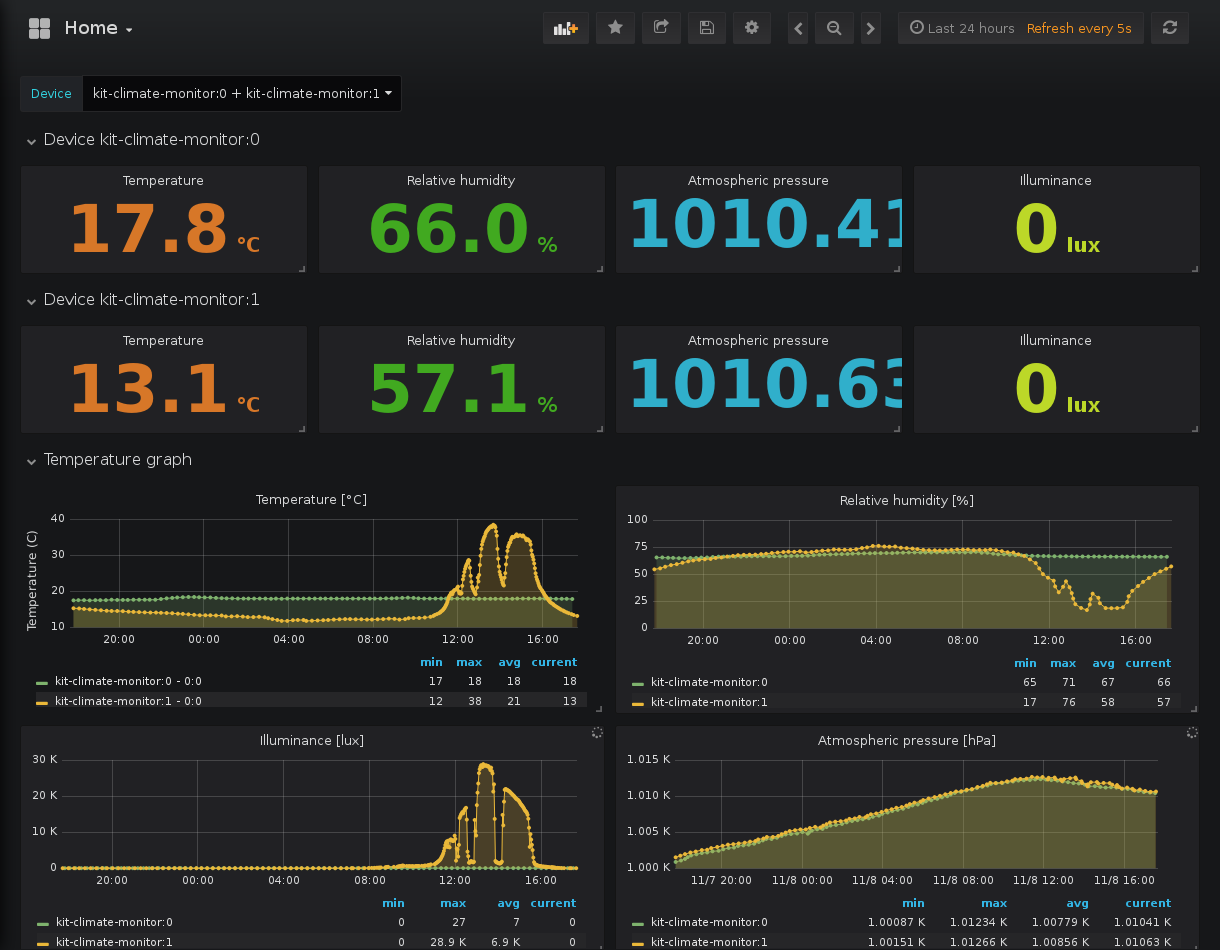 Home
Last 24 hours Refresh every 5s
Device kit-climate-monitor:0 + kit-climate-monitor:1
Device kit-climate-monitor:0
Temperature Relative humidity Atmospheric pressure Illuminance
17.8 °C 66.0 % 1010.41 0 lux
Device kit-climate-monitor:1
Temperature Relative humidity Atmospheric pressure Illuminance
13.1 °C 57.1 % 1010.63 0 lux
Temperature graph
Temperature [°C]
Temperature (C)
40
30
20
10
20:00 00:00 04:00 08:00 12:00 16:00
min max avg current
kit-climate-monitor:0 - 0:0 17 18 18 18
kit-climate-monitor:1 - 0:0 12 38 21 13
Relative humidity [%]
100
75
50
25
0
20:00 00:00 04:00 08:00 12:00 16:00
min max avg current
kit-climate-monitor:0 65 71 67 66
kit-climate-monitor:1 17 76 58 57
Illuminance [lux]
30 K
20 K
10 K
0
20:00 00:00 04:00 08:00 12:00 16:00
min max avg current
kit-climate-monitor:0 0 27 7 0
kit-climate-monitor:1 0 28.9 K 6.9 K 0
Atmospheric pressure [hPa]
1.015 K
1.010 K
1.005 K
1.000 K
11/7 20:00 11/8 00:00 11/8 04:00 11/8 08:00 11/8 12:00 11/8 16:00
min max avg current
kit-climate-monitor:0 1.00087 K 1.01234 K 1.00779 K 1.01041 K
kit-climate-monitor:1 1.00151 K 1.01266 K 1.00856 K 1.01063 K